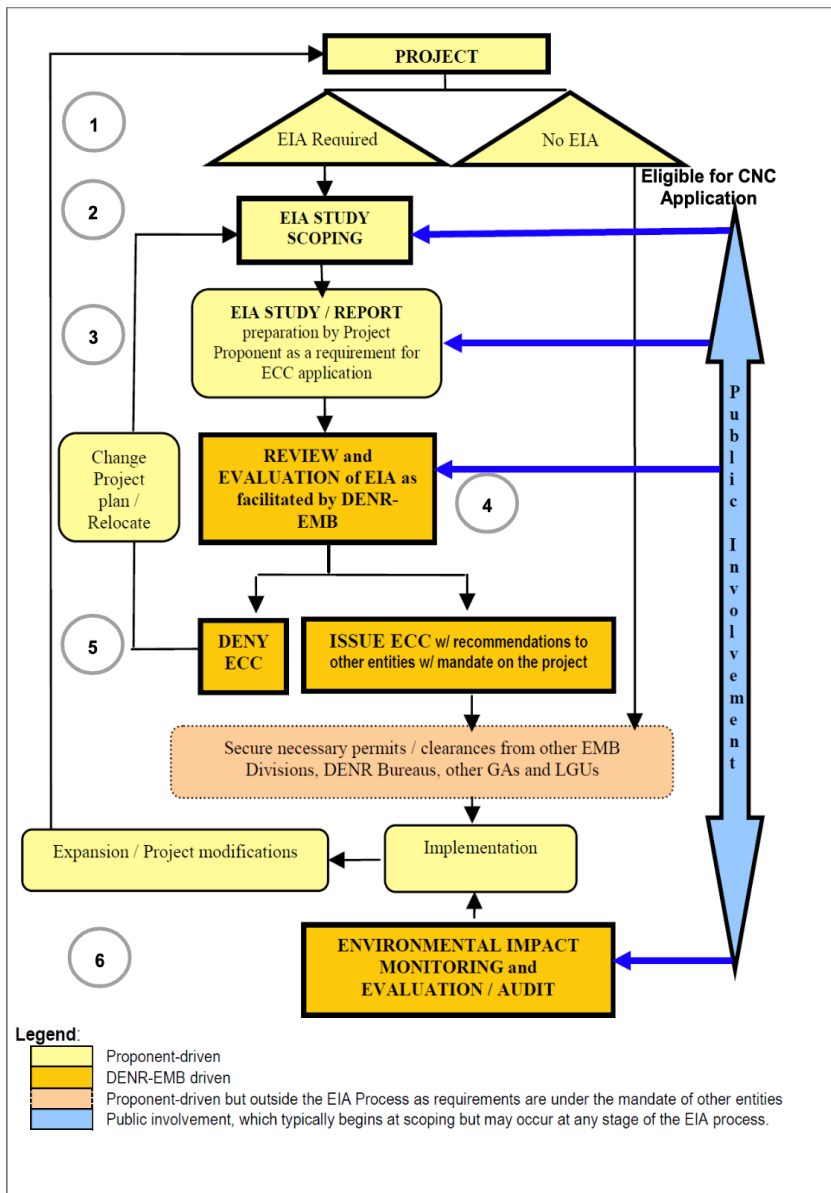 PROJECT
1
EIA Required
No EIA
Eligible for CNC
Application
2
EIA STUDY
SCOPING
3
EIA STUDY / REPORT
preparation by Project
Proponent as a requirement for
ECC application
Change
Project
plan /
Relocate
REVIEW and
EVALUATION of EIA as
facilitated by DENR-
EMB
4
Public Involvement
5
DENY
ECC
ISSUE ECC w/ recommendations to
other entities w/ mandate on the project
Secure necessary permits / clearances from other EMB
Divisions, DENR Bureaus, other GAs and LGUs
Expansion / Project modifications
Implementation
6
ENVIRONMENTAL IMPACT
MONITORING and
EVALUATION / AUDIT
Legend:
Proponent-driven
DENR-EMB driven
Proponent-driven but outside the EIA Process as requirements are under the mandate of other entities
Public involvement, which typically begins at scoping but may occur at any stage of the EIA process.